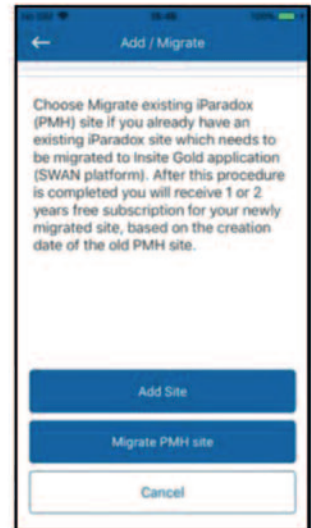 Add / Migrate
Choose Migrate existing iParadox
(PMH) site if you already have an
existing iParadox site which needs to
be migrated to Insite Gold application
(SWAN platform). After this procedure
is completed you will receive 1 or 2
years free subscription for your newly
migrated site, based on the creation
date of the old PMH site.
Add Site
Migrate PMH site
Cancel